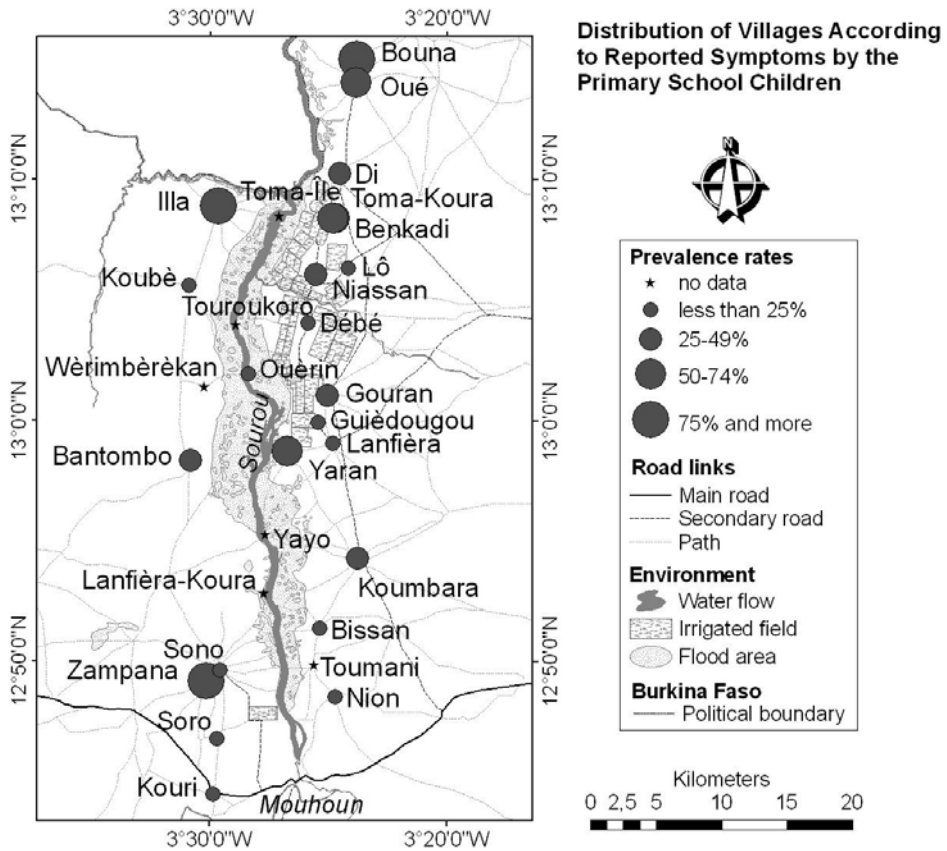 3°30'0"W
3°20'0"W
Distribution of Villages According
to Reported Symptoms by the
Primary School Children
Bouna
Oué
13°10'0"N
13°10'0"N
N
Di
Toma-Île
Toma-Koura
Illa
Benkadi
Koubè
Lô
Niassan
Touroukoro
Débé
Wèrimbèrèkan
Ouèrin
Gouran
13°0'0"N
13°0'0"N
Guièdougou
Sourou
Lanfièra
Bantombo
Yaran
Yayo
Lanfièra-Koura
Koumbara
Bissan
Sono
12°50'0"N
12°50'0"N
Zampana
Toumani
Nion
Soro
Kouri
Mouhoun
3°30'0"W
3°20'0"W
Prevalence rates
no data
less than 25%
25-49%
50-74%
75% and more
Road links
Main road
Secondary road
Path
Environment
Water flow
Irrigated field
Flood area
Burkina Faso
Political boundary
Kilometers
0 2,5 5 10 15 20